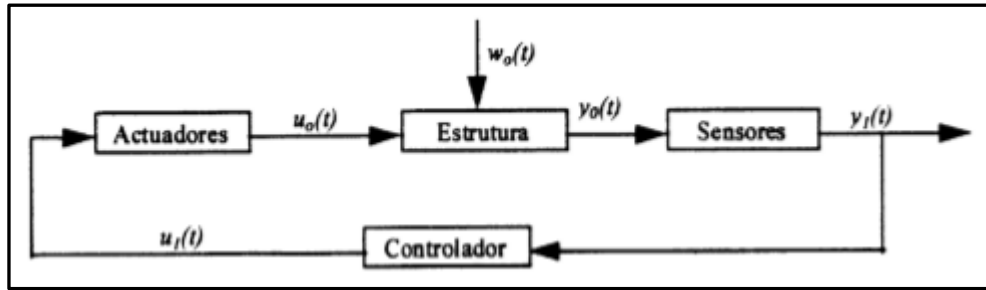 w₀(t)
Actuadores
u₀(t)
Estrutura
y₀(t)
Sensores
y₁(t)
u₁(t)
Controlador